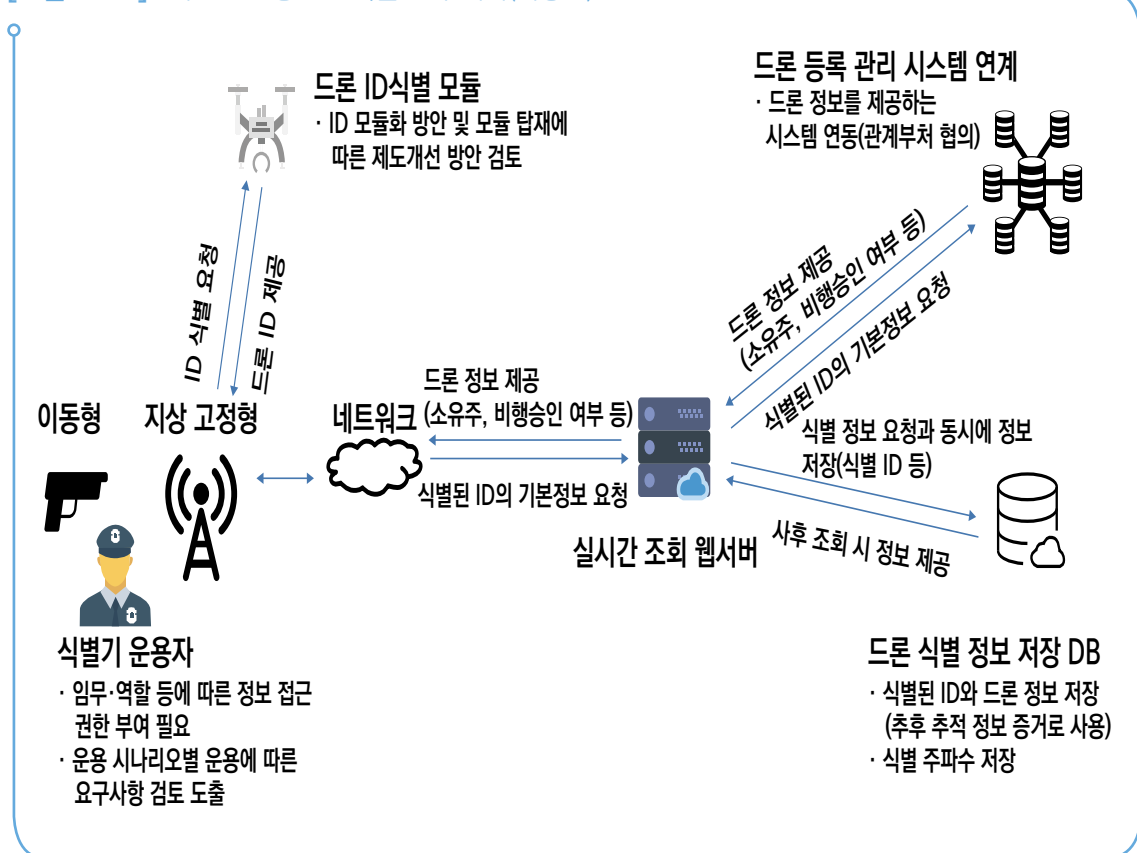 드론 ID식별 모듈
· ID 모듈화 방안 및 모듈 탑재에
따른 제도개선 방안 검토
드론 등록 관리 시스템 연계
· 드론 정보를 제공하는
시스템 연동(관계부처 협의)
ID 식별 요청
드론 ID 제공
드론 정보 제공
(소유주, 비행승인 여부 등)
식별된 ID의 기본정보 요청
이동형
지상 고정형
네트워크
드론 정보 제공
(소유주, 비행승인 여부 등)
식별된 ID의 기본정보 요청
식별 정보 요청과 동시에 정보
저장(식별 ID 등)
사후 조회 시 정보 제공
실시간 조회 웹서버
식별기 운용자
· 임무·역할 등에 따른 정보 접근
권한 부여 필요
· 운용 시나리오별 운용에 따른
요구사항 검토 도출
드론 식별 정보 저장 DB
· 식별된 ID와 드론 정보 저장
(추후 추적 정보 증거로 사용)
· 식별 주파수 저장